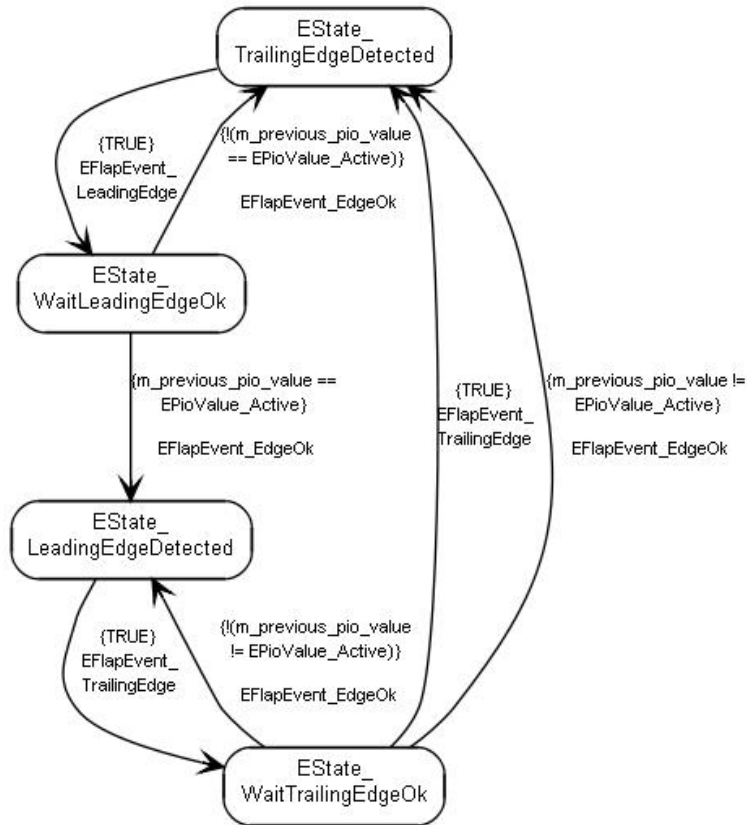 EState_
TrailingEdgeDetected
{TRUE}
EFlapEvent_
LeadingEdge
{!(m_previous_pio_value
== EPioValue_Active)}
EFlapEvent_EdgeOk
EState_
WaitLeadingEdgeOk
{m_previous_pio_value ==
EPioValue_Active}
EFlapEvent_EdgeOk
{TRUE}
EFlapEvent_
TrailingEdge
{m_previous_pio_value !=
EPioValue_Active}
EFlapEvent_EdgeOk
EState_
LeadingEdgeDetected
{TRUE}
EFlapEvent_
TrailingEdge
{!(m_previous_pio_value
!= EPioValue_Active)}
EFlapEvent_EdgeOk
EState_
WaitTrailingEdgeOk